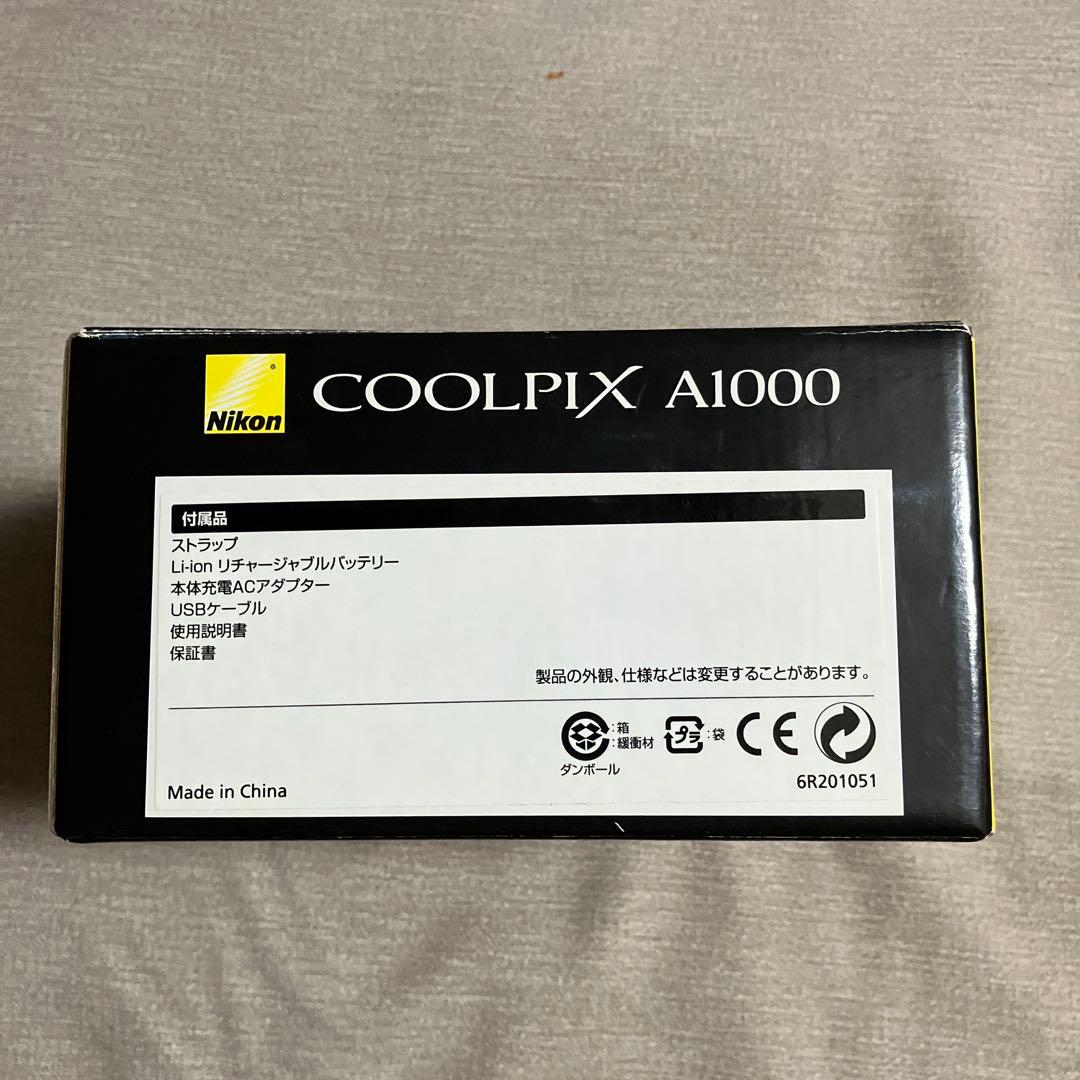 Nikon
COOLPIX A1000
付属品
ストラップ
Li-ion リチャージャブルバッテリー
本体充電ACアダプター
USBケーブル
使用説明書
保証書
製品の外観、仕様などは変更することがあります。
:箱
:緩衝材
ダンボール
プラ
:袋
CE
6R201051
Made in China